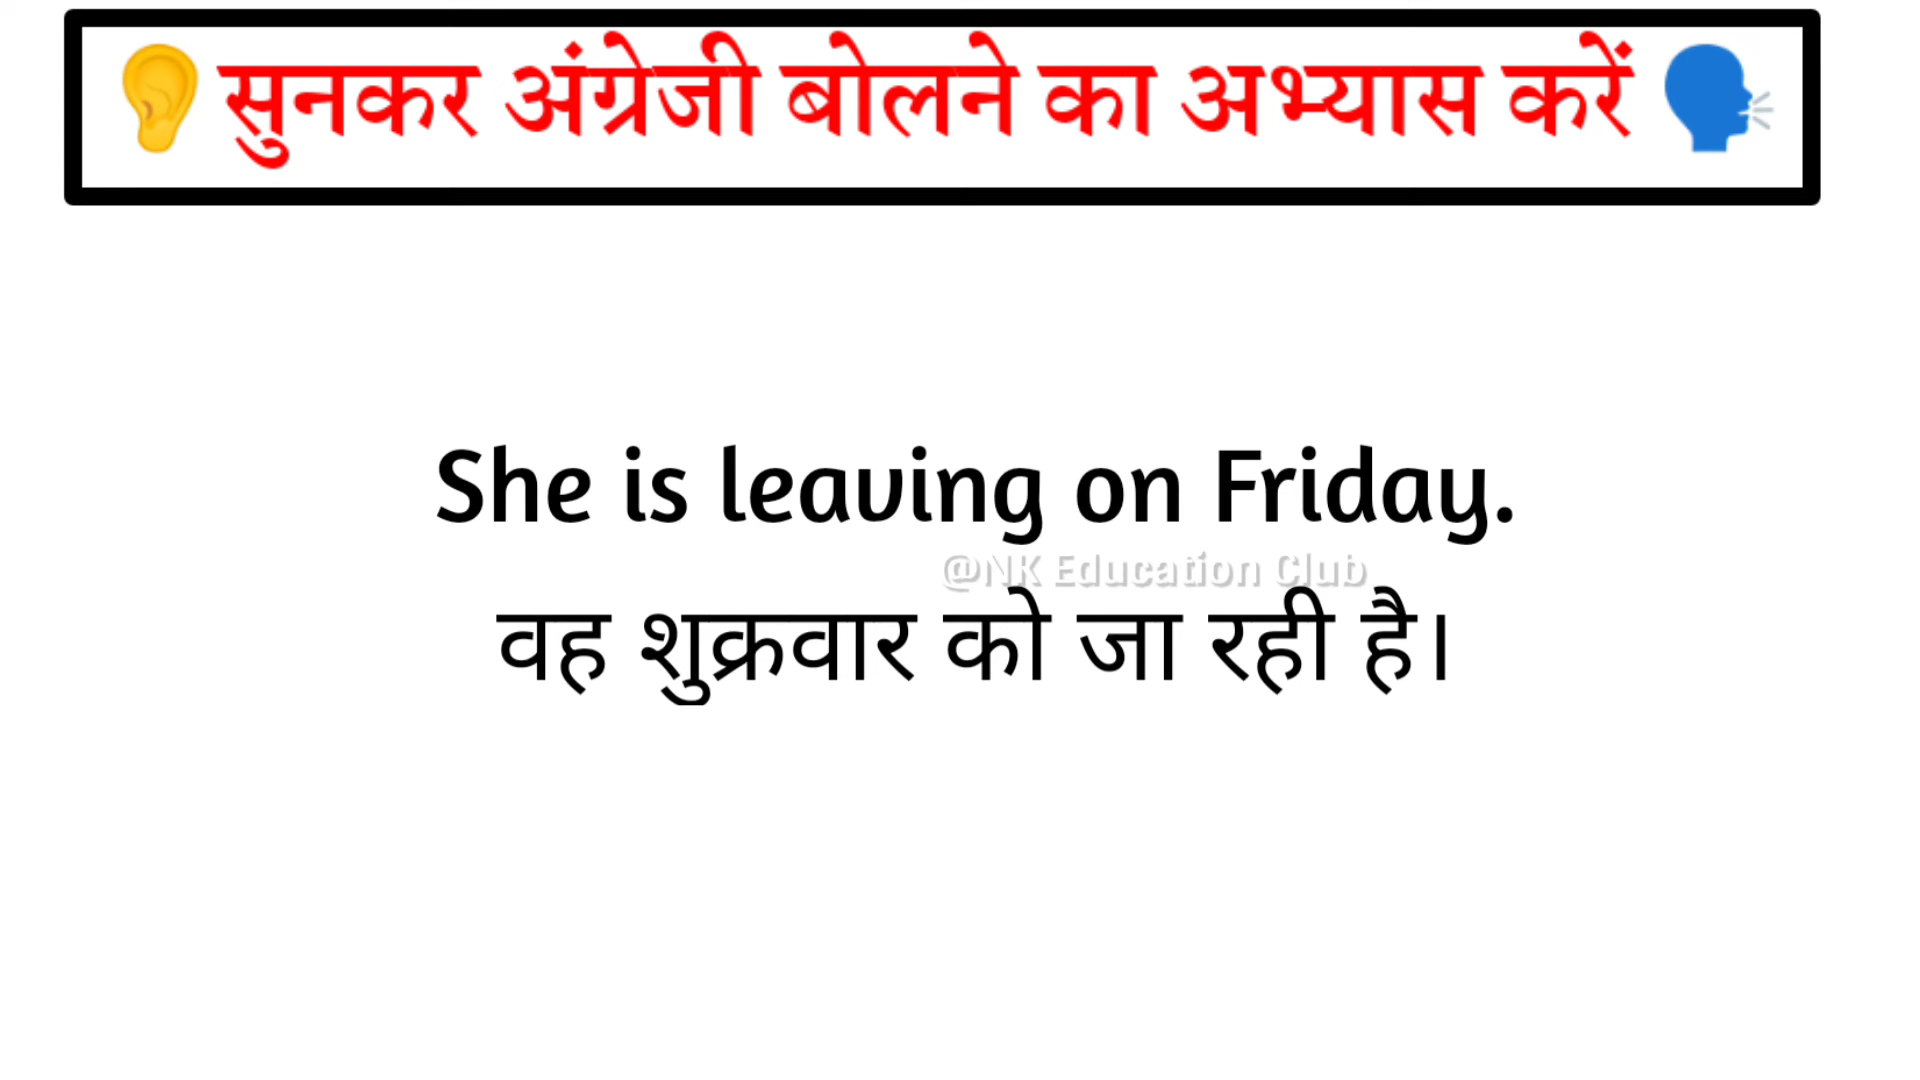 👂सुनकर अंग्रेजी बोलने का अभ्यास करें 🗣️
She is leaving on Friday.
@NK Education Club
वह शुक्रवार को जा रही है।